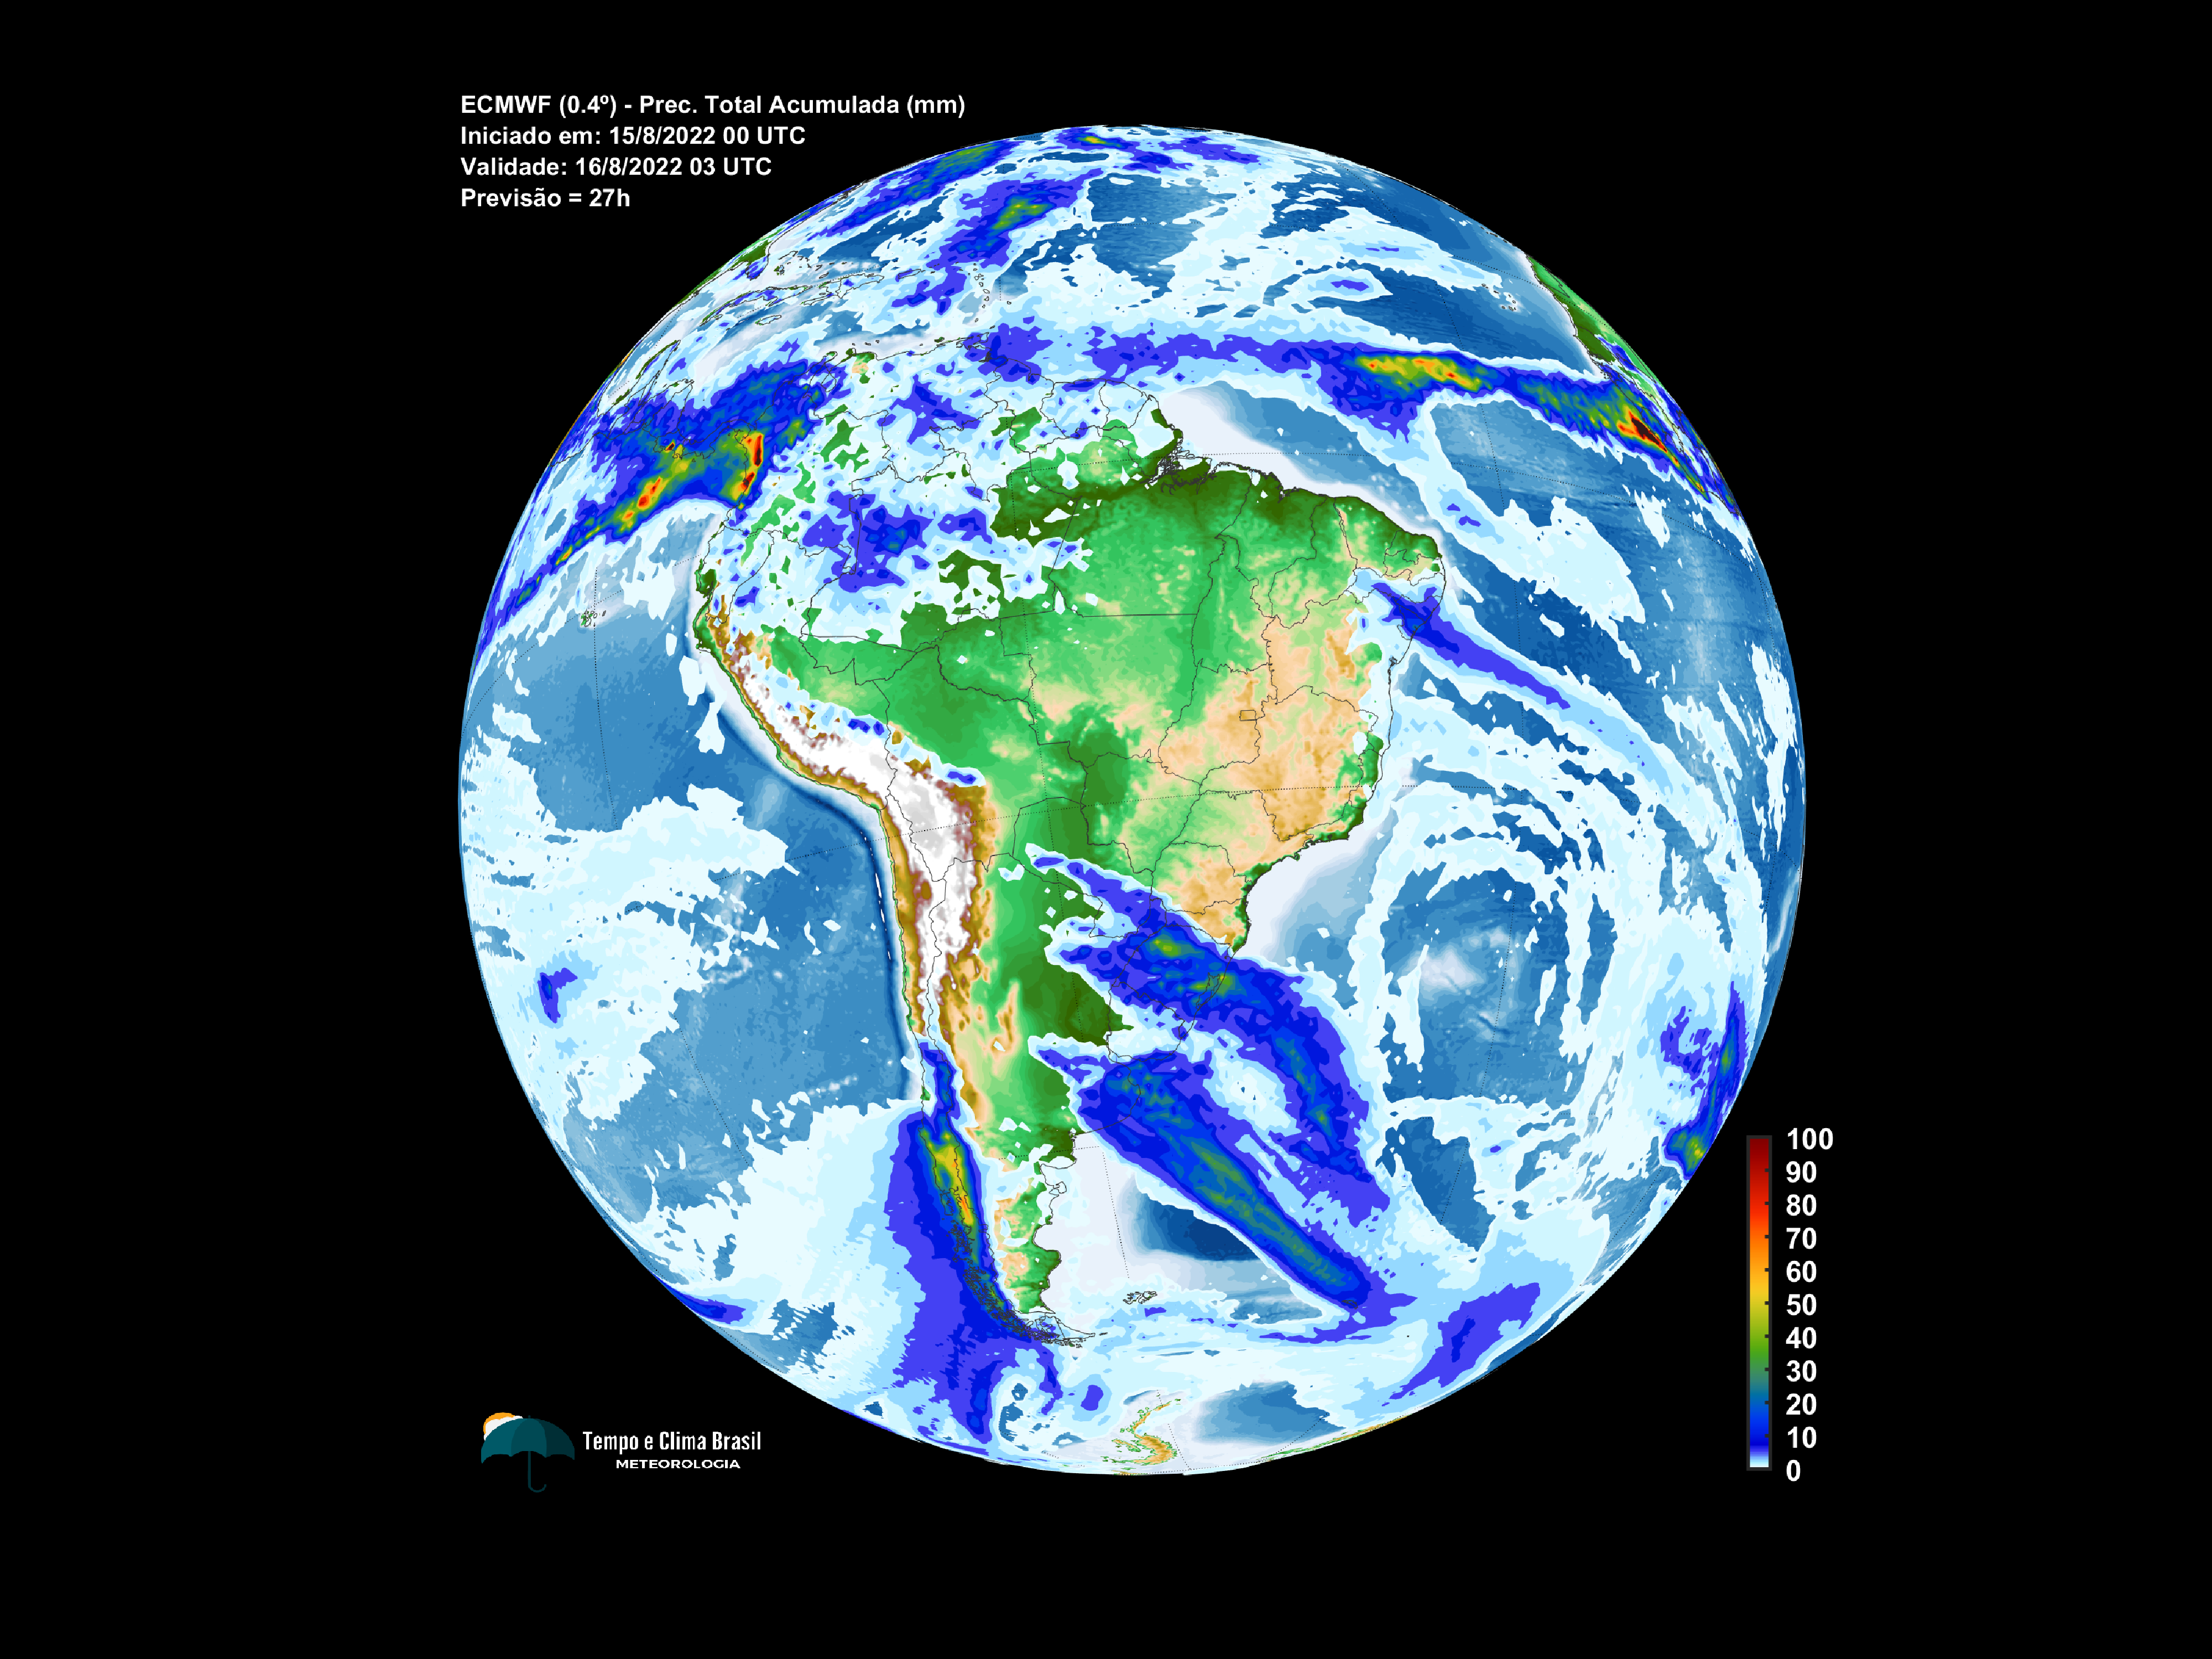 ECMWF (0.4º) - Prec. Total Acumulada (mm)
Iniciado em: 15/8/2022 00 UTC
Validade: 16/8/2022 03 UTC
Previsão = 27h
100
90
80
70
60
50
40
30
20
10
0
Tempo e Clima Brasil
METEOROLOGIA